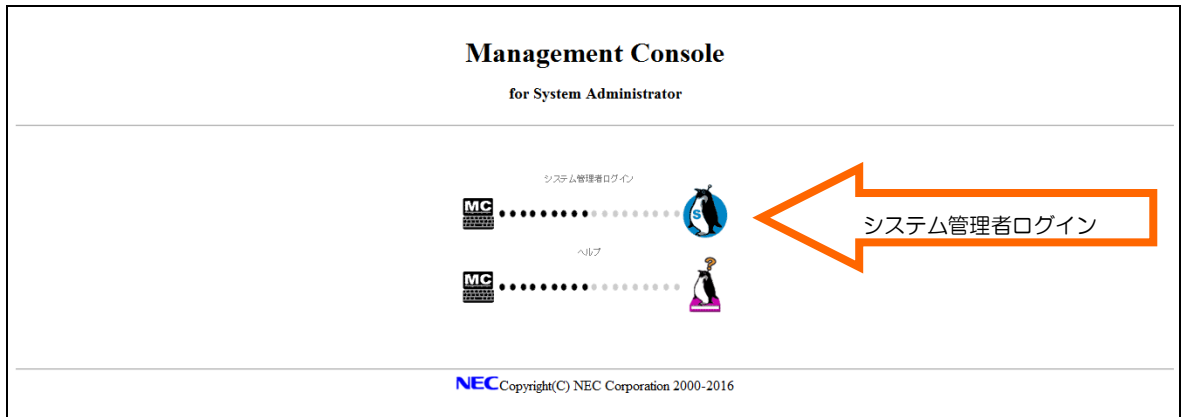 Management Console
for System Administrator
システム管理者ログイン
MC
S
システム管理者ログイン
ヘルプ
MC
?
NEC Copyright(C) NEC Corporation 2000-2016